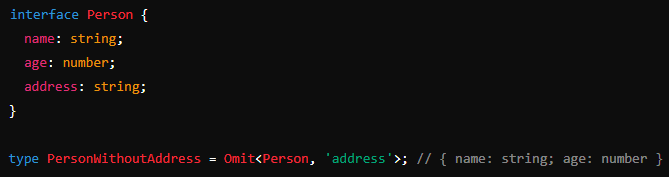 interface Person {
  name: string;
  age: number;
  address: string;
}
type PersonWithoutAddress = Omit<Person, 'address'>; // { name: string; age: number }